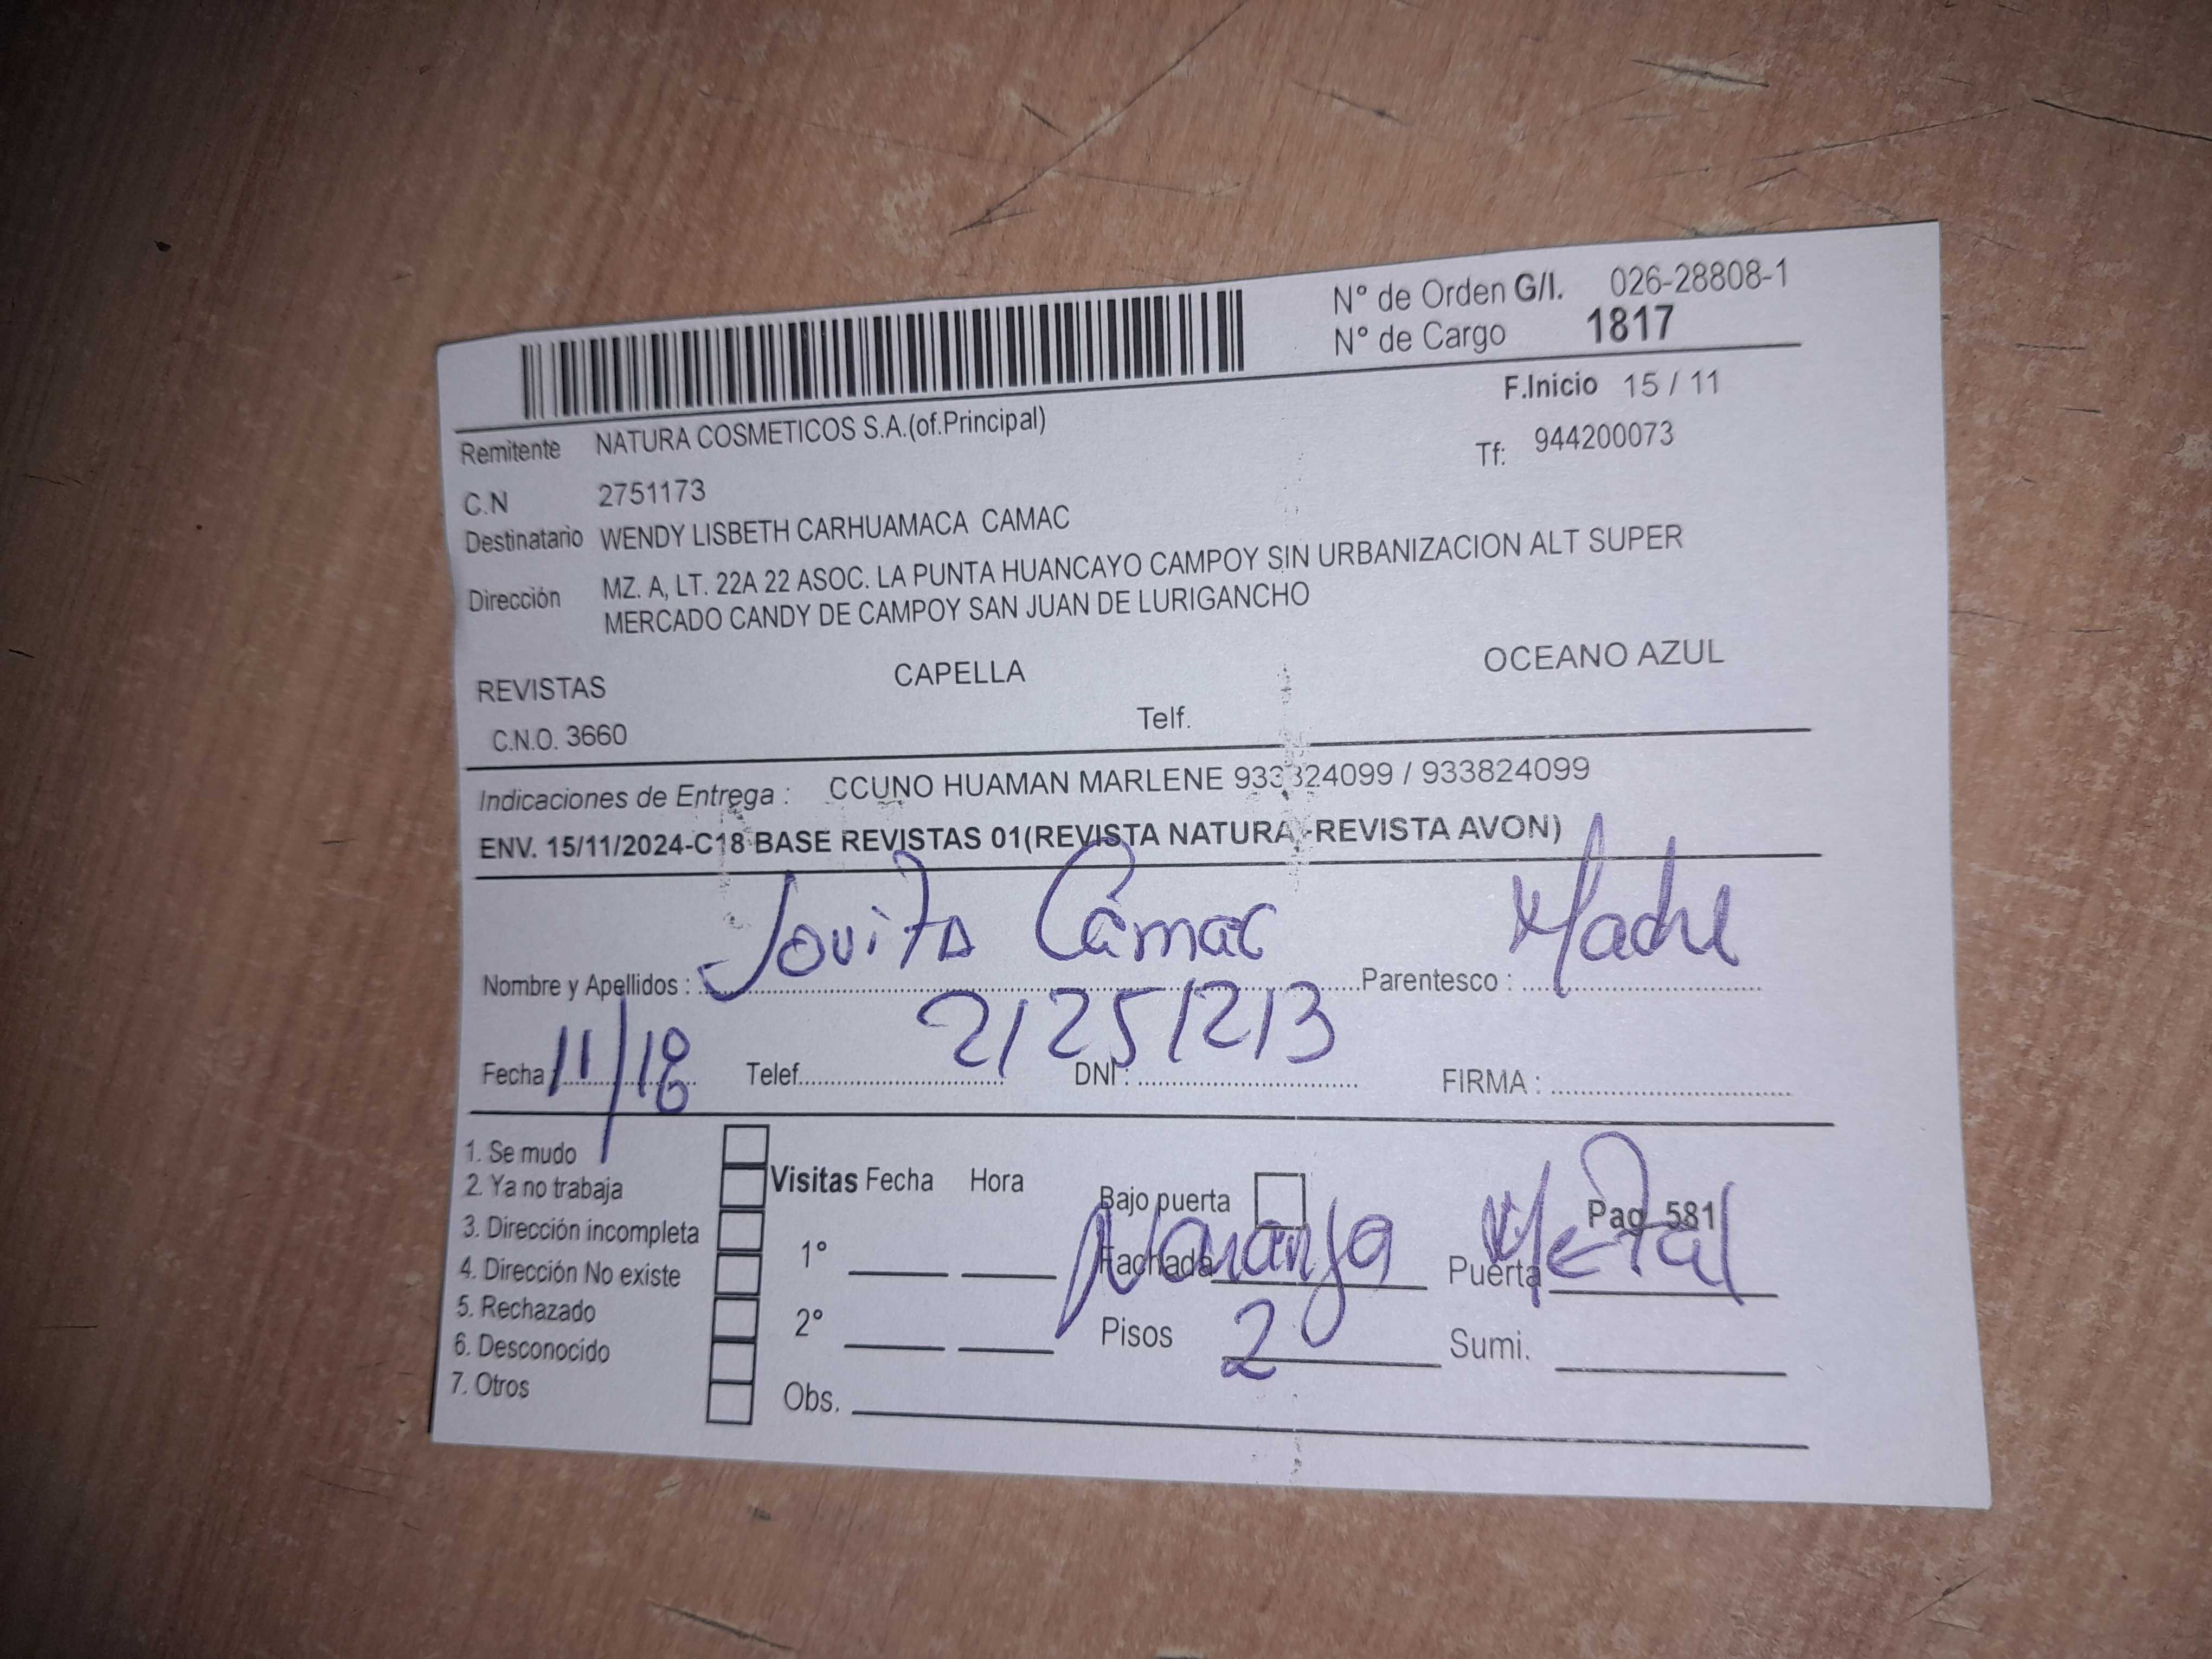 N° de Orden G/I. 026-28808-1
N° de Cargo 1817
F.Inicio 15 / 11
Remitente NATURA COSMETICOS S.A.(of.Principal)
Tf: 944200073
C.N 2751173
Destinatario WENDY LISBETH CARHUAMACA CAMAC
Dirección MZ. A, LT. 22A 22 ASOC. LA PUNTA HUANCAYO CAMPOY SIN URBANIZACION ALT SUPER
MERCADO CANDY DE CAMPOY SAN JUAN DE LURIGANCHO
REVISTAS CAPELLA OCEANO AZUL
C.N.O. 3660 Telf.
Indicaciones de Entrega : CCUNO HUAMAN MARLENE 933824099 / 933824099
ENV. 15/11/2024-C18 BASE REVISTAS 01(REVISTA NATURA -REVISTA AVON)
Nombre y Apellidos : Jovita Camac Parentesco : Madre
Fecha 11/18 Telef. DNI : 21251213 FIRMA :
1. Se mudo
2. Ya no trabaja
3. Dirección incompleta
4. Dirección No existe
5. Rechazado
6. Desconocido
7. Otros
Visitas Fecha Hora
1°
2°
Obs.
Bajo puerta Pag 581
Fachada Naranja Puerta Metal
Pisos 2 Sumi.